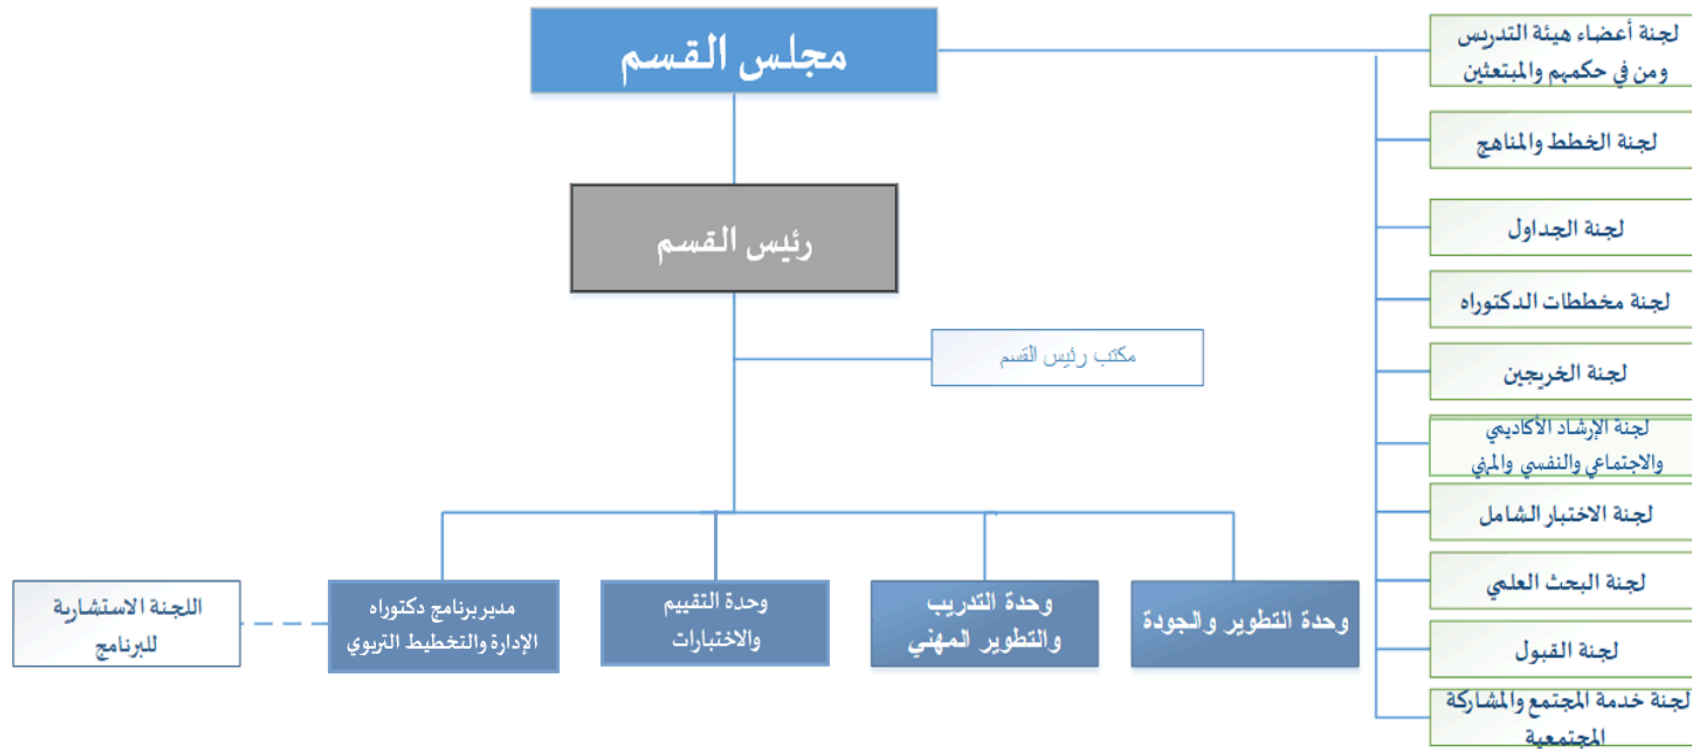 مجلس القسم
رئيس القسم
مكتب رئيس القسم
لجنة أعضاء هيئة التدريس
ومن في حكمهم والمبتعثين
لجنة الخطط والمناهج
لجنة الجداول
لجنة مخططات الدكتوراه
لجنة الخريجين
لجنة الإرشاد الأكاديمي
والاجتماعي والنفسي والمهني
لجنة الاختبار الشامل
لجنة البحث العلمي
لجنة القبول
لجنة خدمة المجتمع والمشاركة
المجتمعية
وحدة التطوير والجودة
وحدة التدريب
والتطوير المهني
وحدة التقييم
والاختبارات
مدير برنامج دكتوراه
الإدارة والتخطيط التربوي
اللجنة الاستشارية
للبرنامج